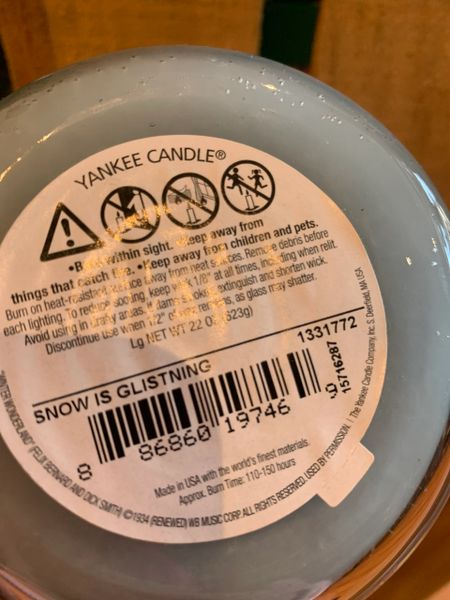 YANKEE CANDLE®
•Burn within sight. •Keep away from
things that catch fire. •Keep away from children and pets.
Burn on heat-resistant surface away from heat sources. Remove debris before
each lighting. To reduce sooting, keep wick 1/8" at all times, including when relit.
Avoid using in drafty areas. If damage smokes, extinguish and shorten wick.
Discontinue use when 1/2" of wax remains, as glass may shatter.
Lg NET WT 22 OZ (623g)
1331772
SNOW IS GLISTNING
8 86860 19746 0
15716287
Made in USA with the world's finest materials.
Approx. Burn Time: 110-150 hours
"WINTER WONDERLAND" (FELIX BERNARD AND DICK SMITH) ©1934 (RENEWED) WB MUSIC CORP. ALL RIGHTS RESERVED. USED BY PERMISSION. | The Yankee Candle Company, Inc. S. Deerfield, MA USA